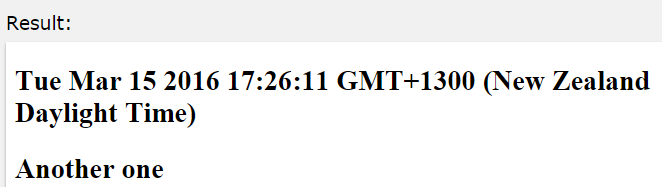 Result:
Tue Mar 15 2016 17:26:11 GMT+1300 (New Zealand
Daylight Time)
Another one